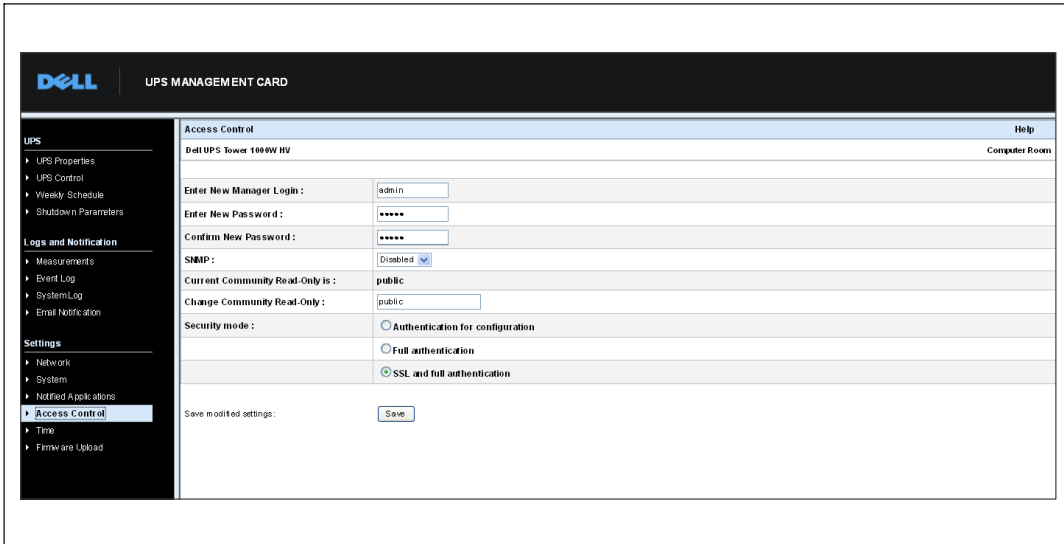 DELL
UPS MANAGEMENT CARD
UPS
UPS Properties
UPS Control
Weekly Schedule
Shutdown Parameters
Logs and Notification
Measurements
Event Log
System Log
Email Notification
Settings
Network
System
Notified Applications
Access Control
Time
Firmware Upload
Access Control Help
Dell UPS Tower 1000W HV Computer Room
Enter New Manager Login : admin
Enter New Password : •••••
Confirm New Password : •••••
SNMP : Disabled
Current Community Read-Only is : public
Change Community Read-Only : public
Security mode : Authentication for configuration
Full authentication
SSL and full authentication
Save modified settings : Save